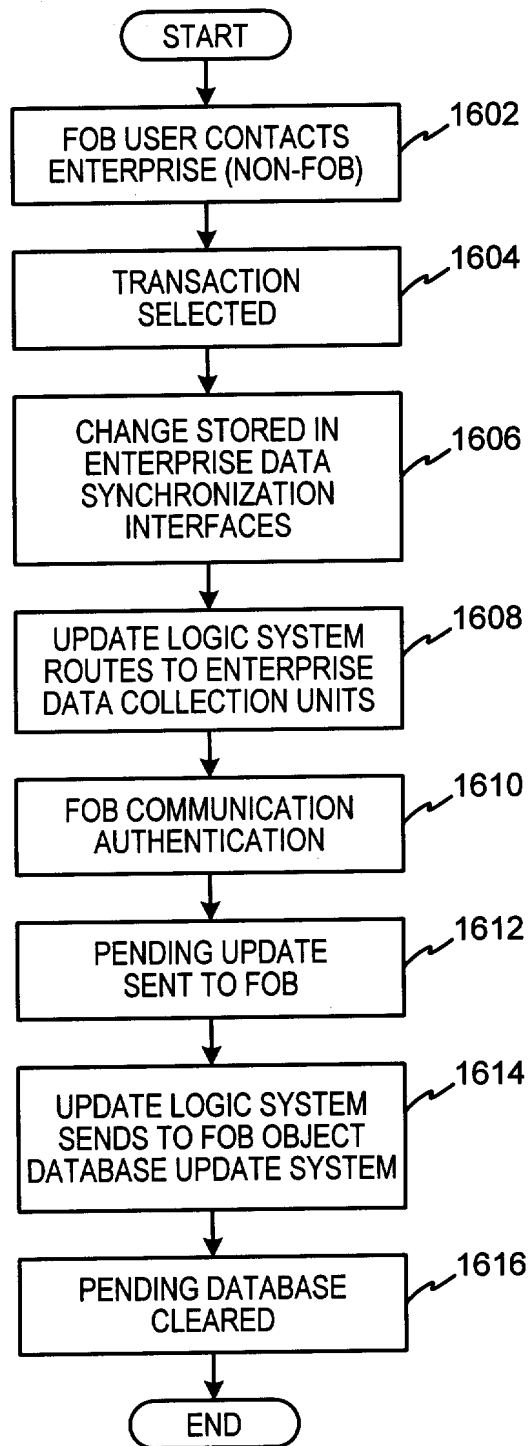 START
FOB USER CONTACTS
ENTERPRISE (NON-FOB)
1602
TRANSACTION
SELECTED
1604
CHANGE STORED IN
ENTERPRISE DATA
SYNCHRONIZATION
INTERFACES
1606
UPDATE LOGIC SYSTEM
ROUTES TO ENTERPRISE
DATA COLLECTION UNITS
1608
FOB COMMUNICATION
AUTHENTICATION
1610
PENDING UPDATE
SENT TO FOB
1612
UPDATE LOGIC SYSTEM
SENDS TO FOB OBJECT
DATABASE UPDATE SYSTEM
1614
PENDING DATABASE
CLEARED
1616
END